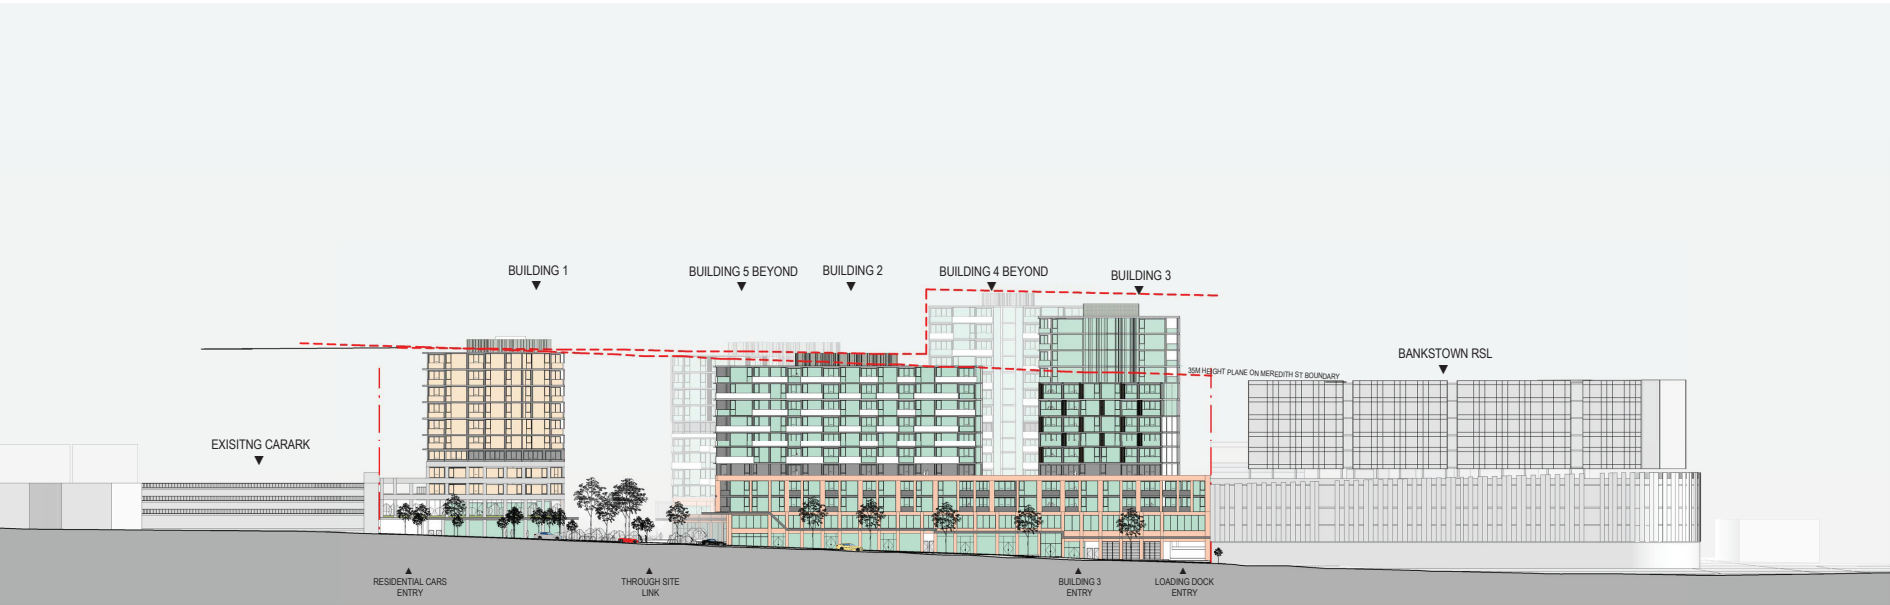 BUILDING 1
BUILDING 5 BEYOND
BUILDING 2
BUILDING 4 BEYOND
BUILDING 3
BANKSTOWN RSL
35M HEIGHT PLANE ON MEREDITH ST BOUNDARY
EXISITNG CARARK
RESIDENTIAL CARS
ENTRY
THROUGH SITE
LINK
BUILDING 3
ENTRY
LOADING DOCK
ENTRY